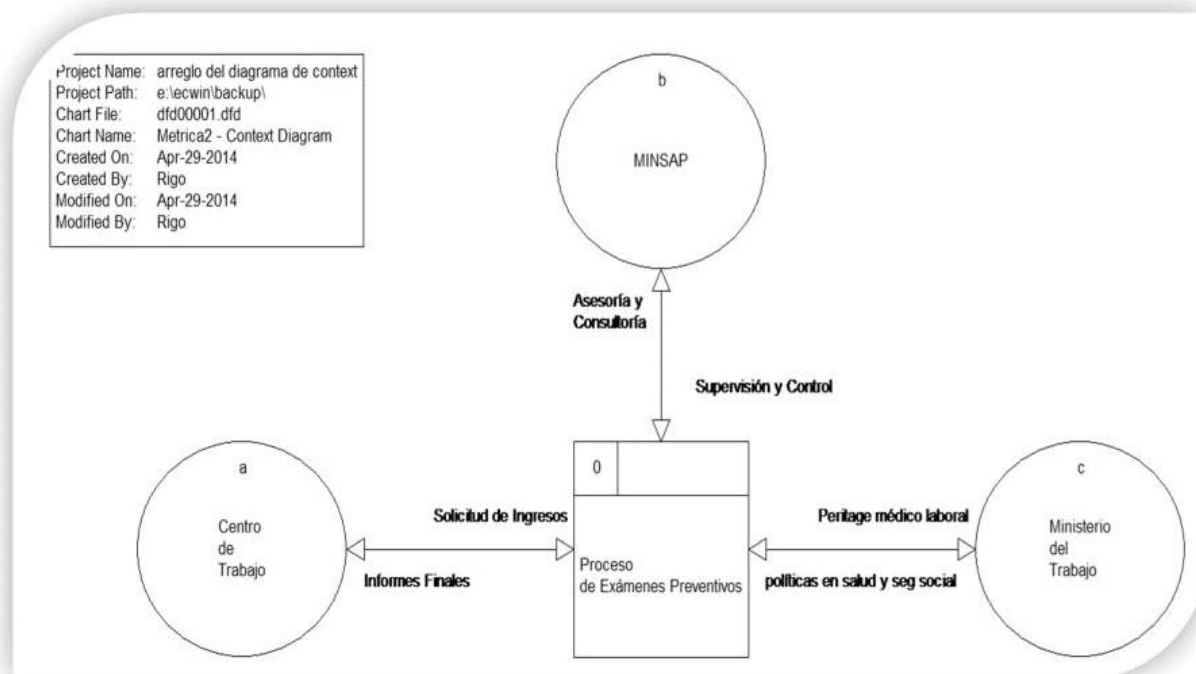 Project Name: arreglo del diagrama de context
Project Path: e:\ecwin\backup\
Chart File: dfd00001.dfd
Chart Name: Metrica2 - Context Diagram
Created On: Apr-29-2014
Created By: Rigo
Modified On: Apr-29-2014
Modified By: Rigo
b
MINSAP
Asesoría y
Consultoría
Supervisión y Control
a
Centro
de
Trabajo
Solicitud de Ingresos
Informes Finales
0
Proceso
de Exámenes Preventivos
Peritage médico laboral
políticas en salud y seg social
c
Ministerio
del
Trabajo